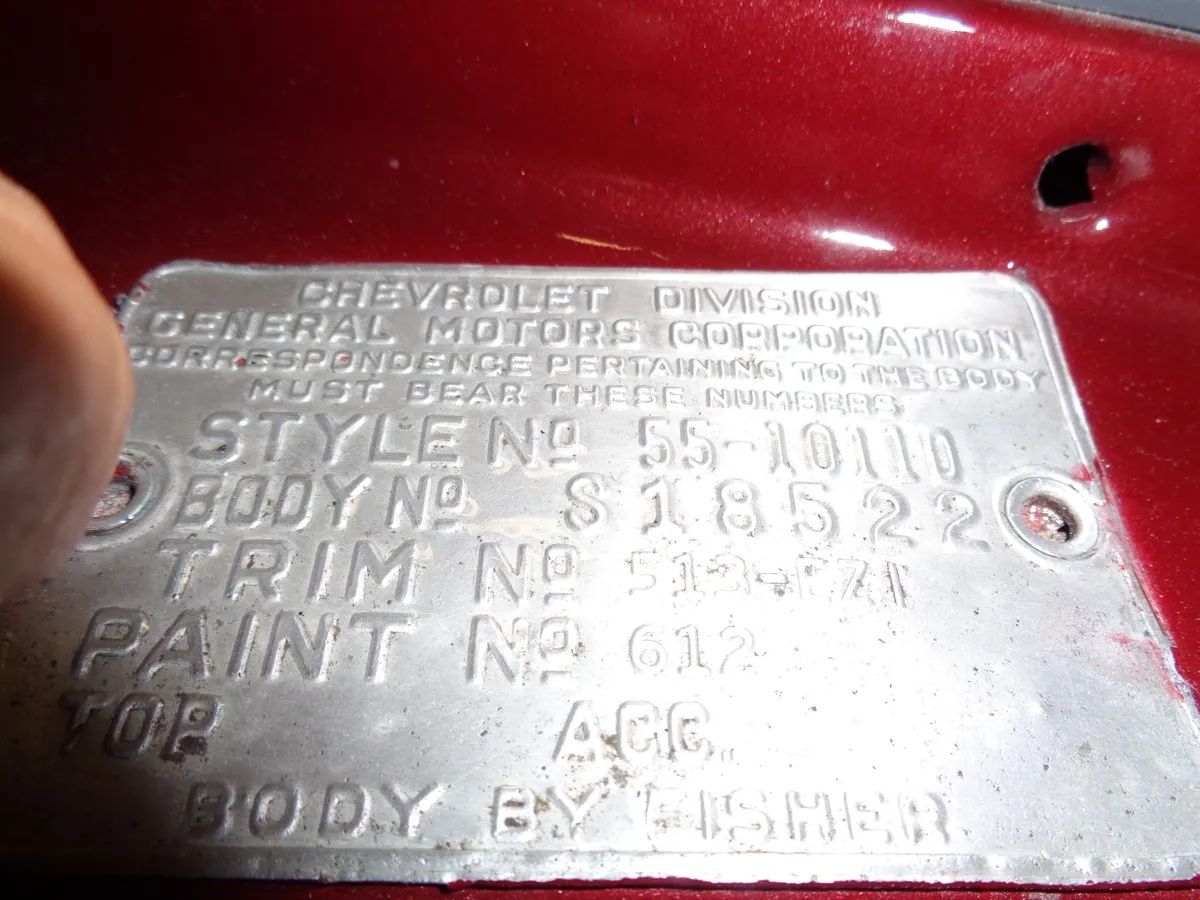 CHEVROLET DIVISION
GENERAL MOTORS CORPORATION
CORRESPONDENCE PERTAINING TO THE BODY
MUST BEAR THESE NUMBERS
STYLE Nº 55-1011D
BODY Nº S18522
TRIM Nº
PAINT Nº 612
TOP ACC.
BODY BY FISHER